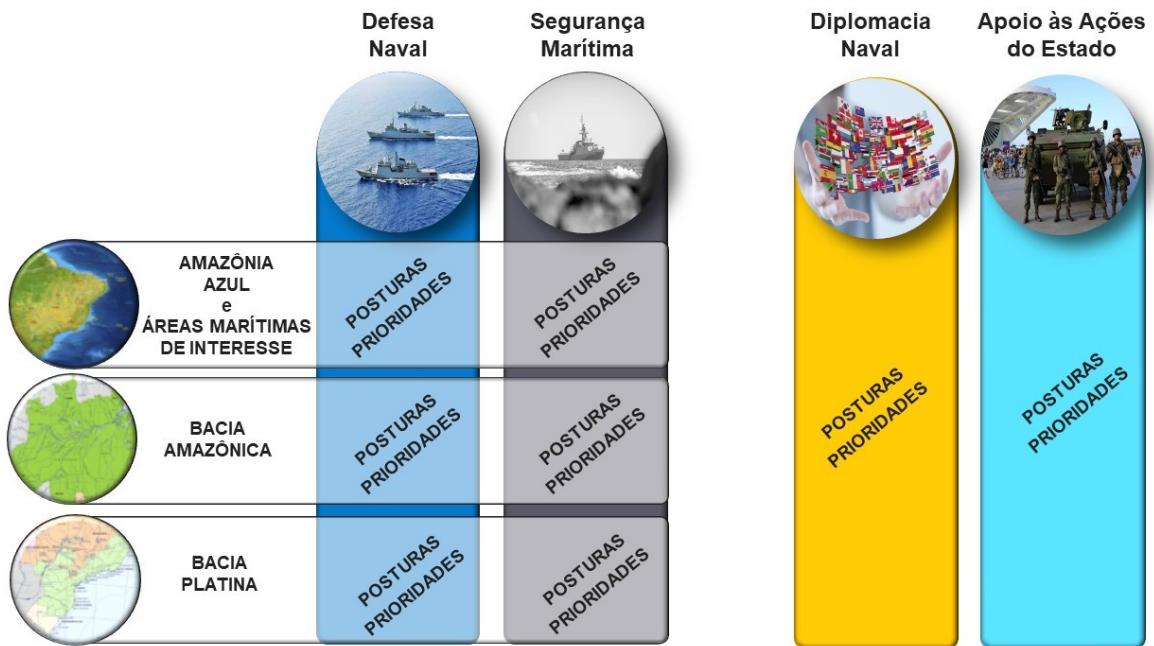 Defesa
Naval
Segurança
Marítima
Diplomacia
Naval
Apoio às Ações
do Estado
AMAZÔNIA
AZUL
e
ÁREAS MARÍTIMAS
DE INTERESSE
POSTURAS
PRIORIDADES
POSTURAS
PRIORIDADES
BACIA
AMAZÔNICA
POSTURAS
PRIORIDADES
POSTURAS
PRIORIDADES
BACIA
PLATINA
POSTURAS
PRIORIDADES
POSTURAS
PRIORIDADES
POSTURAS
PRIORIDADES
POSTURAS
PRIORIDADES